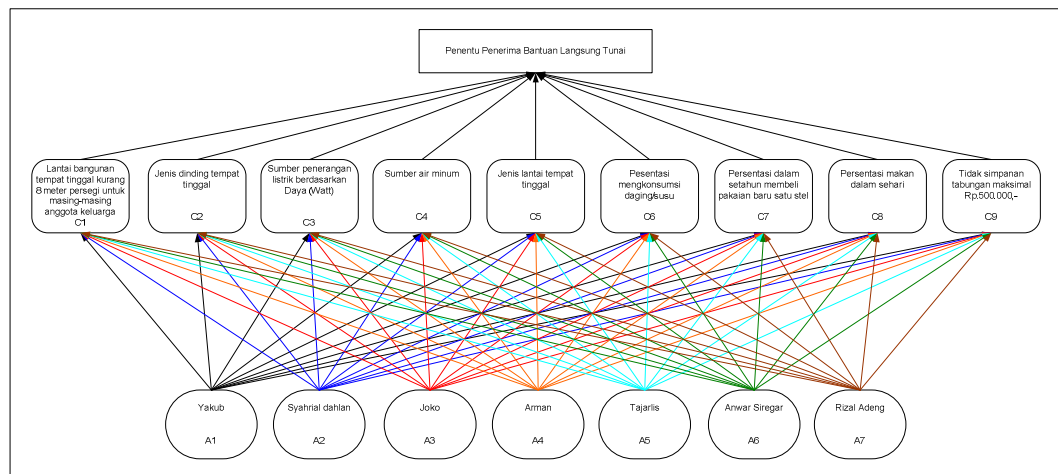 Penentu Penerima Bantuan Langsung Tunai
Lantai bangunan
tempat tinggal kurang
8 meter persegi untuk
masing-masing
anggota keluarga
C1
Jenis dinding tempat
tinggal
C2
Sumber penerangan
listrik berdasarkan
Daya (Watt)
C3
Sumber air minum
C4
Jenis lantai tempat
tinggal
C5
Pesentasi
mengkonsumsi
daging/susu
C6
Persentasi dalam
setahun membeli
pakaian baru satu stel
C7
Persentasi makan
dalam sehari
C8
Tidak simpanan
tabungan maksimal
Rp.500.000,-
C9
Yakub
A1
Syahrial dahlan
A2
Joko
A3
Arman
A4
Tajarlis
A5
Anwar Siregar
A6
Rizal Adeng
A7